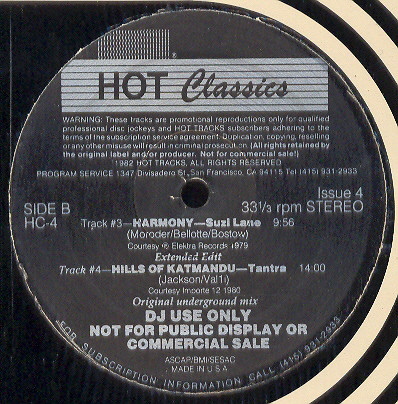 HOT Classics
WARNING: These tracks are promotional reproductions only for qualified
professional disc jockeys and HOT TRACKS subscribers adhering to the
terms of the subscription service agreement. Duplication, copying, reselling
or any other misuse will result in criminal prosecution. (All rights retained by
the original label and/or producer. Not for commercial sale!)
1982 HOT TRACKS, ALL RIGHTS RESERVED
PROGRAM SERVICE 1347 Divisadero St., San Francisco, CA 94115 Tel (415) 931-2933
Issue 4
SIDE B 33⅓ rpm STEREO
HC-4 Track #3—HARMONY—Suzi Lane 9:56
(Moroder/Bellotte/Bostow)
Courtesy ℗ Elektra Records 1979
Extended Edit
Track #4—HILLS OF KATMANDU—Tantra 14:00
(Jackson/Val1i)
Courtesy Importe 12 1980
Original underground mix
DJ USE ONLY
NOT FOR PUBLIC DISPLAY OR
COMMERCIAL SALE
ASCAP/BMI/SESAC
MADE IN U S A
FOR SUBSCRIPTION INFORMATION CALL (415) 931-2933